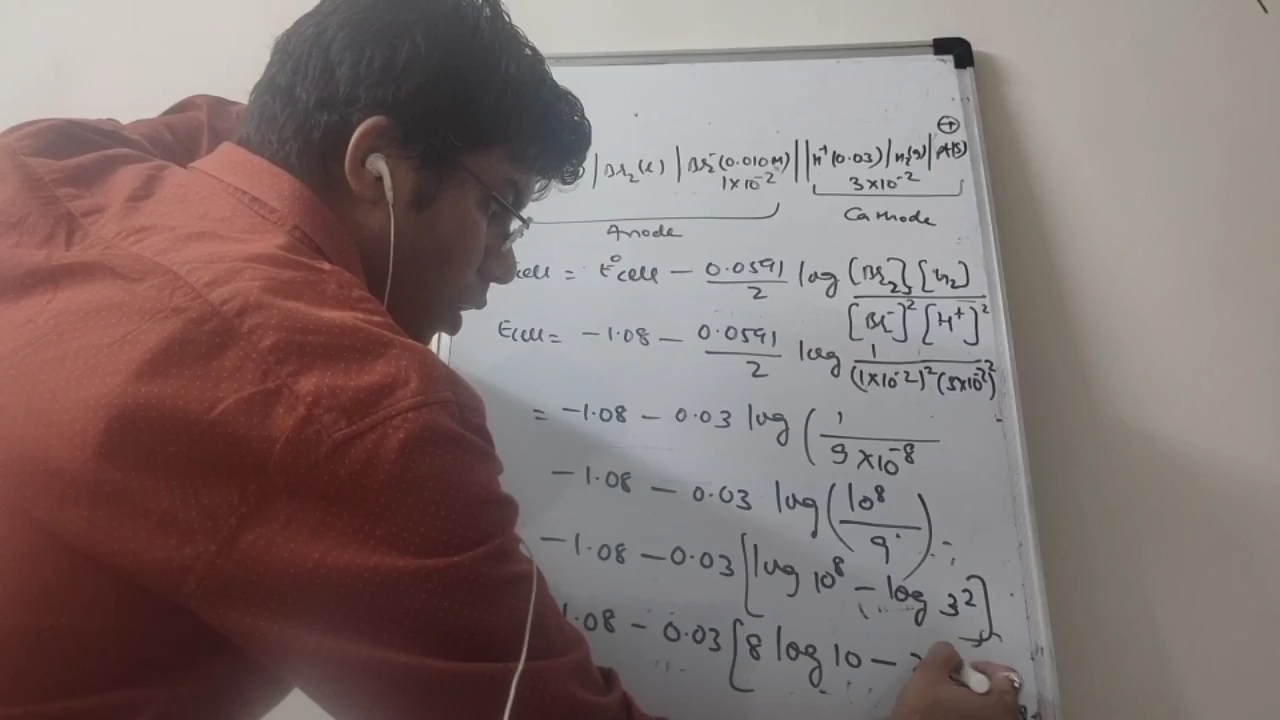 ⊕
| Br₂(l) | Br₂⁻(0.010M) || H⁺(0.03) | H₂(g) | Pt(s)
1×10⁻² 3×10⁻²
Anode Cathode
cell = E°cell − 0.0591/2 log [Br₂][H₂]/[Br⁻]²[H⁺]²
Ecell = −1.08 − 0.0591/2 log 1/(1×10⁻²)²(3×10⁻²)²
= −1.08 − 0.03 log ( 1/9×10⁻⁸
−1.08 − 0.03 log (10⁸/9)
−1.08 − 0.03 [log 10⁸ − log 3²]
1.08 − 0.03 [8 log 10 −